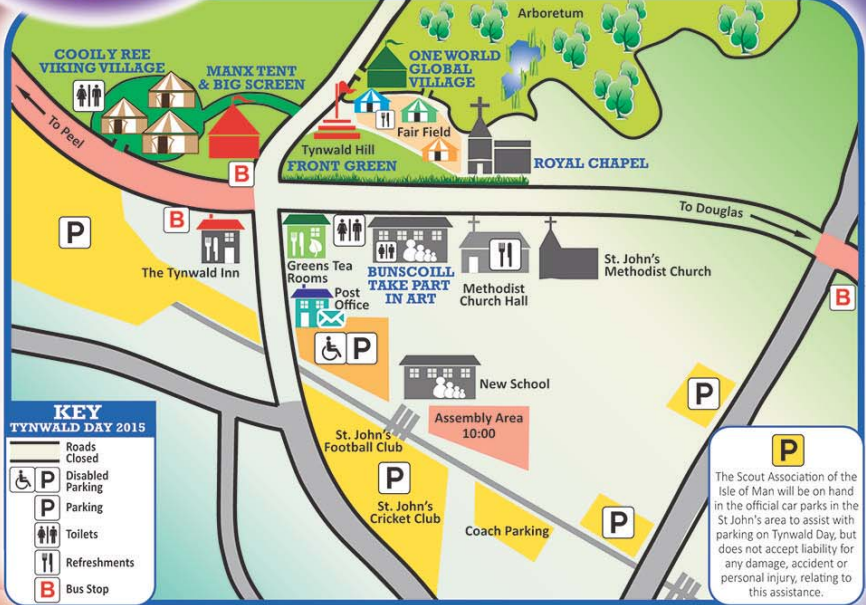 Arboretum
COOILY REE
VIKING VILLAGE
MANX TENT
& BIG SCREEN
ONE WORLD
GLOBAL
VILLAGE
To Peel
Tynwald Hill
Fair Field
FRONT GREEN
ROYAL CHAPEL
B
B
P
To Douglas
The Tynwald Inn
Greens Tea
Rooms
BUNSCOILL
TAKE PART
IN ART
Methodist
Church Hall
St. John's
Methodist Church
B
Post
Office
P
New School
P
Assembly Area
10:00
St. John's
Football Club
P
St. John's
Cricket Club
Coach Parking
P
KEY
TYNWALD DAY 2015
Roads
Closed
P Disabled
Parking
P Parking
Toilets
Refreshments
B Bus Stop
P
The Scout Association of the
Isle of Man will be on hand
in the official car parks in the
St John's area to assist with
parking on Tynwald Day, but
does not accept liability for
any damage, accident or
personal injury, relating to
this assistance.